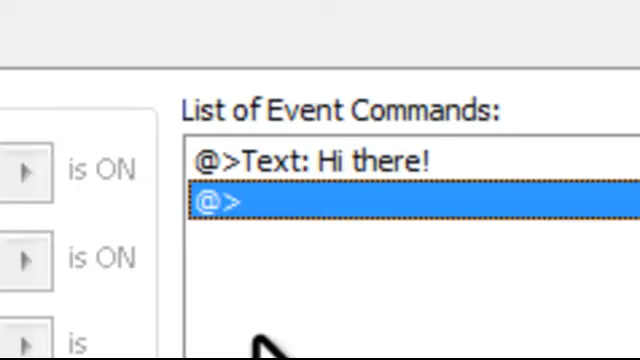 List of Event Commands:
@>Text: Hi there!
is ON
@>
is ON
is